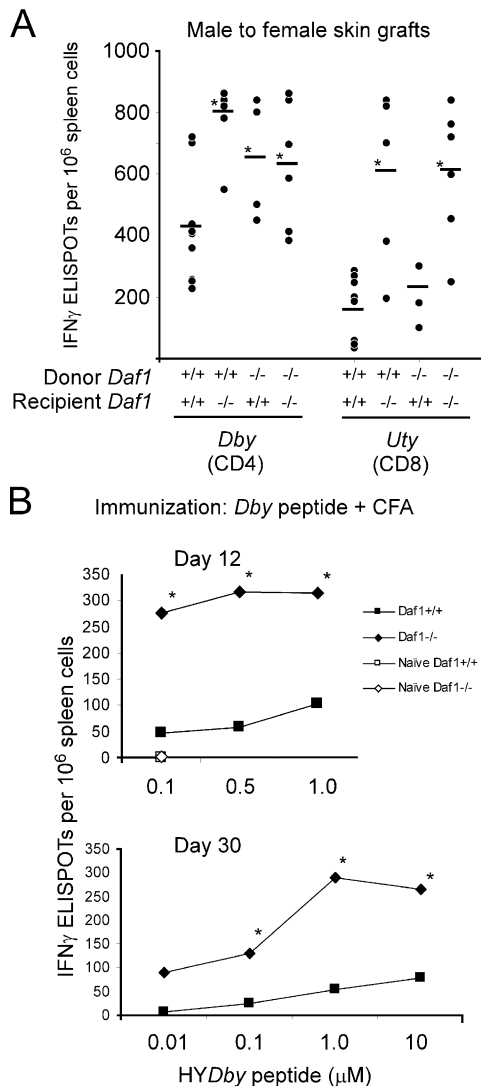 A
Male to female skin grafts
IFNγ ELISPOTs per 10⁶ spleen cells
1000
800
600
400
200
*
*
*
*
*
Donor Daf1 +/+ +/+ -/- -/- +/+ +/+ -/- -/-
Recipient Daf1 +/+ -/- +/+ -/- +/+ -/- +/+ -/-
Dby Uty
(CD4) (CD8)
B
Immunization: Dby peptide + CFA
Day 12
350
300
250
200
150
100
50
0
* * *
0.1 0.5 1.0
Daf1+/+
Daf1-/-
Naïve Daf1+/+
Naïve Daf1-/-
IFNγ ELISPOTs per 10⁶ spleen cells
Day 30
350
300
250
200
150
100
50
0
* * *
0.01 0.1 1.0 10
HYDby peptide (μM)